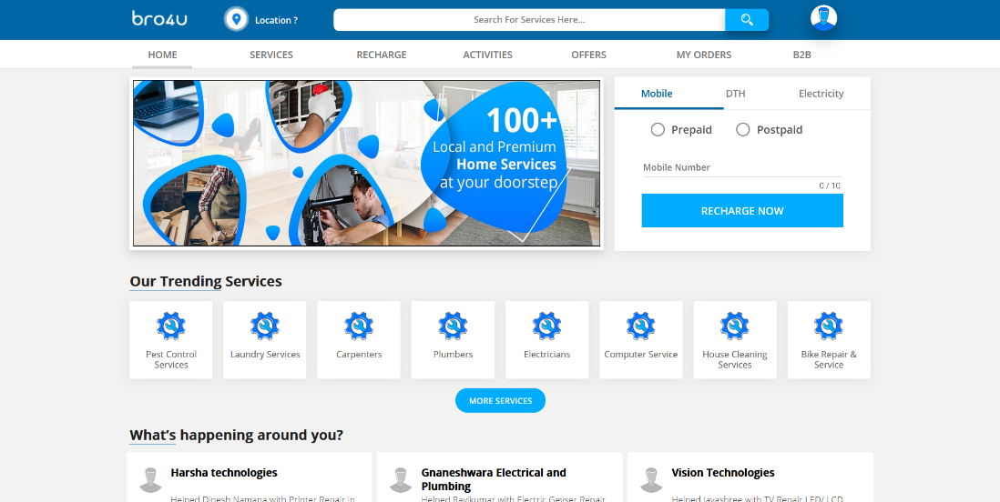 bro4u
Location ?
Search For Services Here...
HOME
SERVICES
RECHARGE
ACTIVITIES
OFFERS
MY ORDERS
B2B
100+
Local and Premium
Home Services
at your doorstep
Mobile
DTH
Electricity
Prepaid
Postpaid
Mobile Number
0 / 10
RECHARGE NOW
Our Trending Services
Pest Control
Services
Laundry Services
Carpenters
Plumbers
Electricians
Computer Service
House Cleaning
Services
Bike Repair &
Service
MORE SERVICES
What's happening around you?
Harsha technologies
Helped Dinesh Namana with Printer Repair in
Gnaneshwara Electrical and
Plumbing
Helped Ravikumar with Electric Geyser Repair
Vision Technologies
Helped Jayashree with TV Repair LED/ LCD